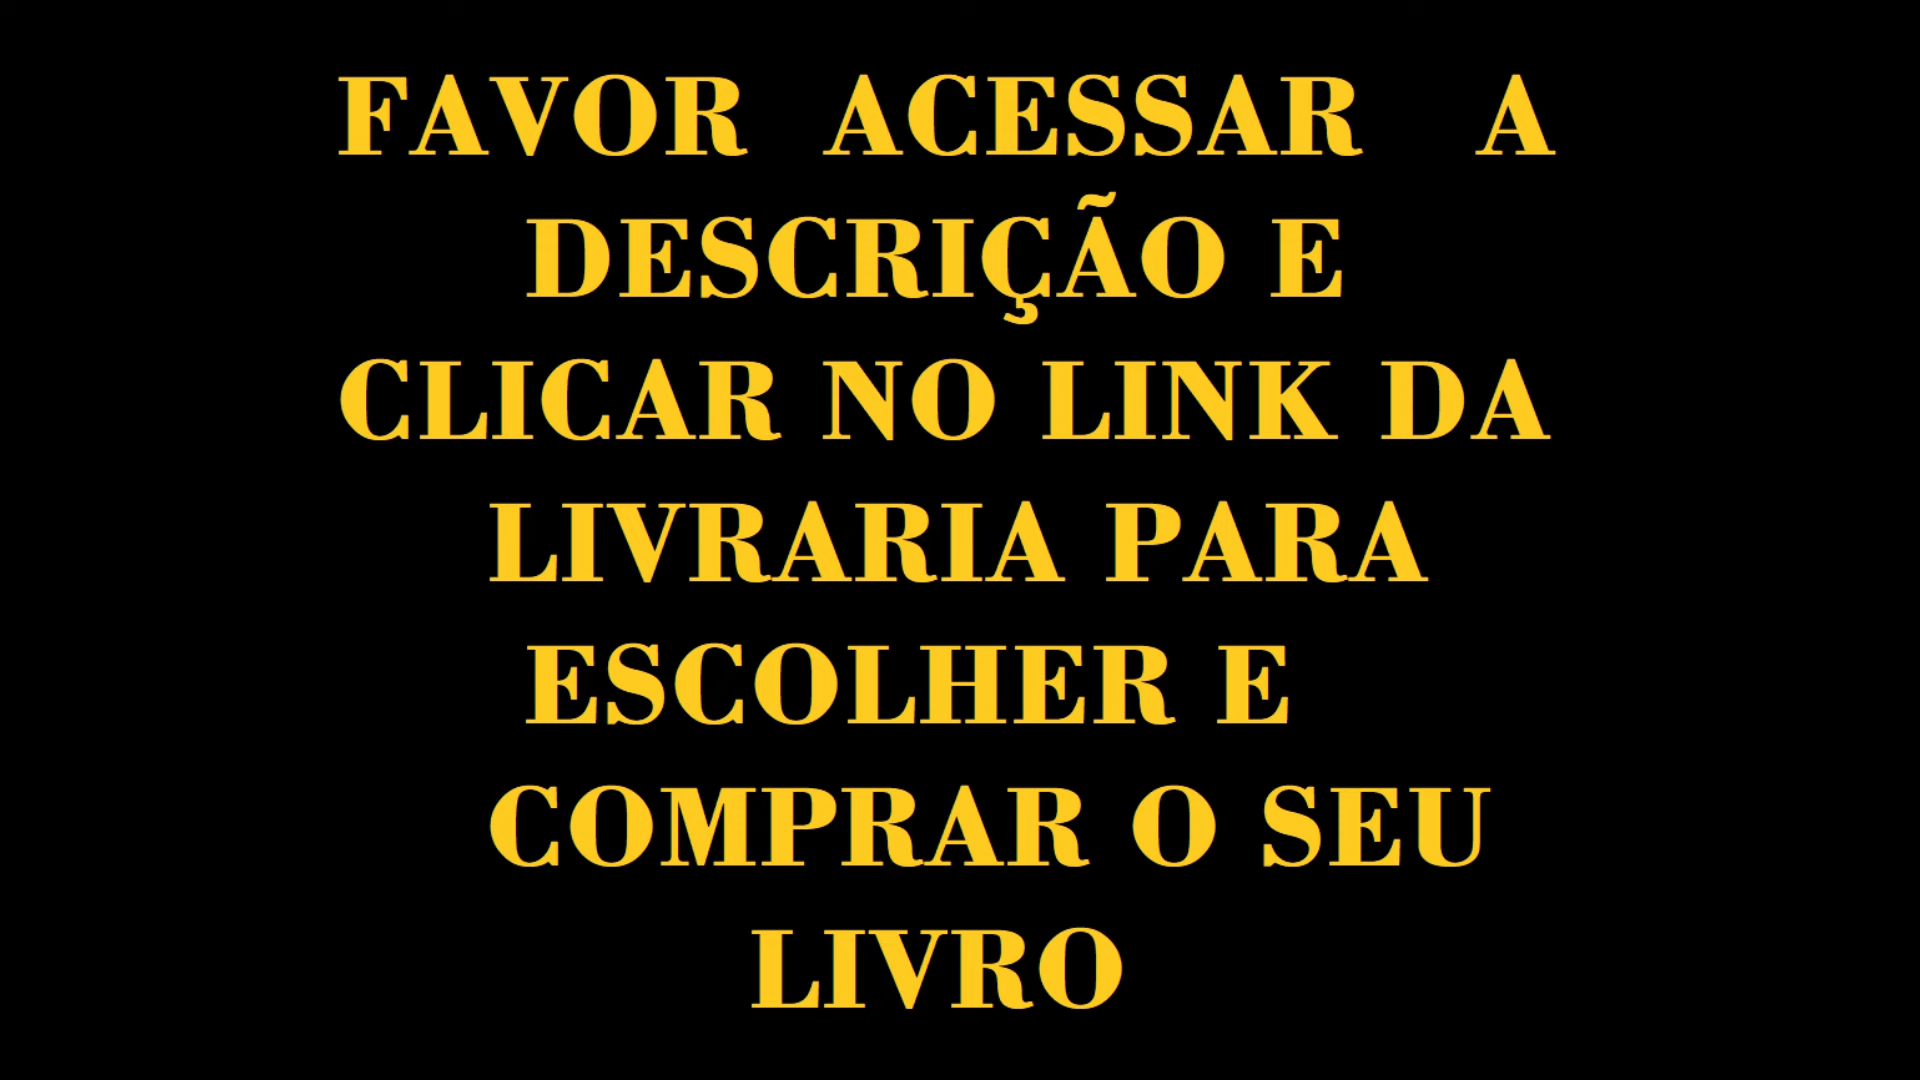 FAVOR ACESSAR A
DESCRIÇÃO E
CLICAR NO LINK DA
LIVRARIA PARA
ESCOLHER E
COMPRAR O SEU
LIVRO